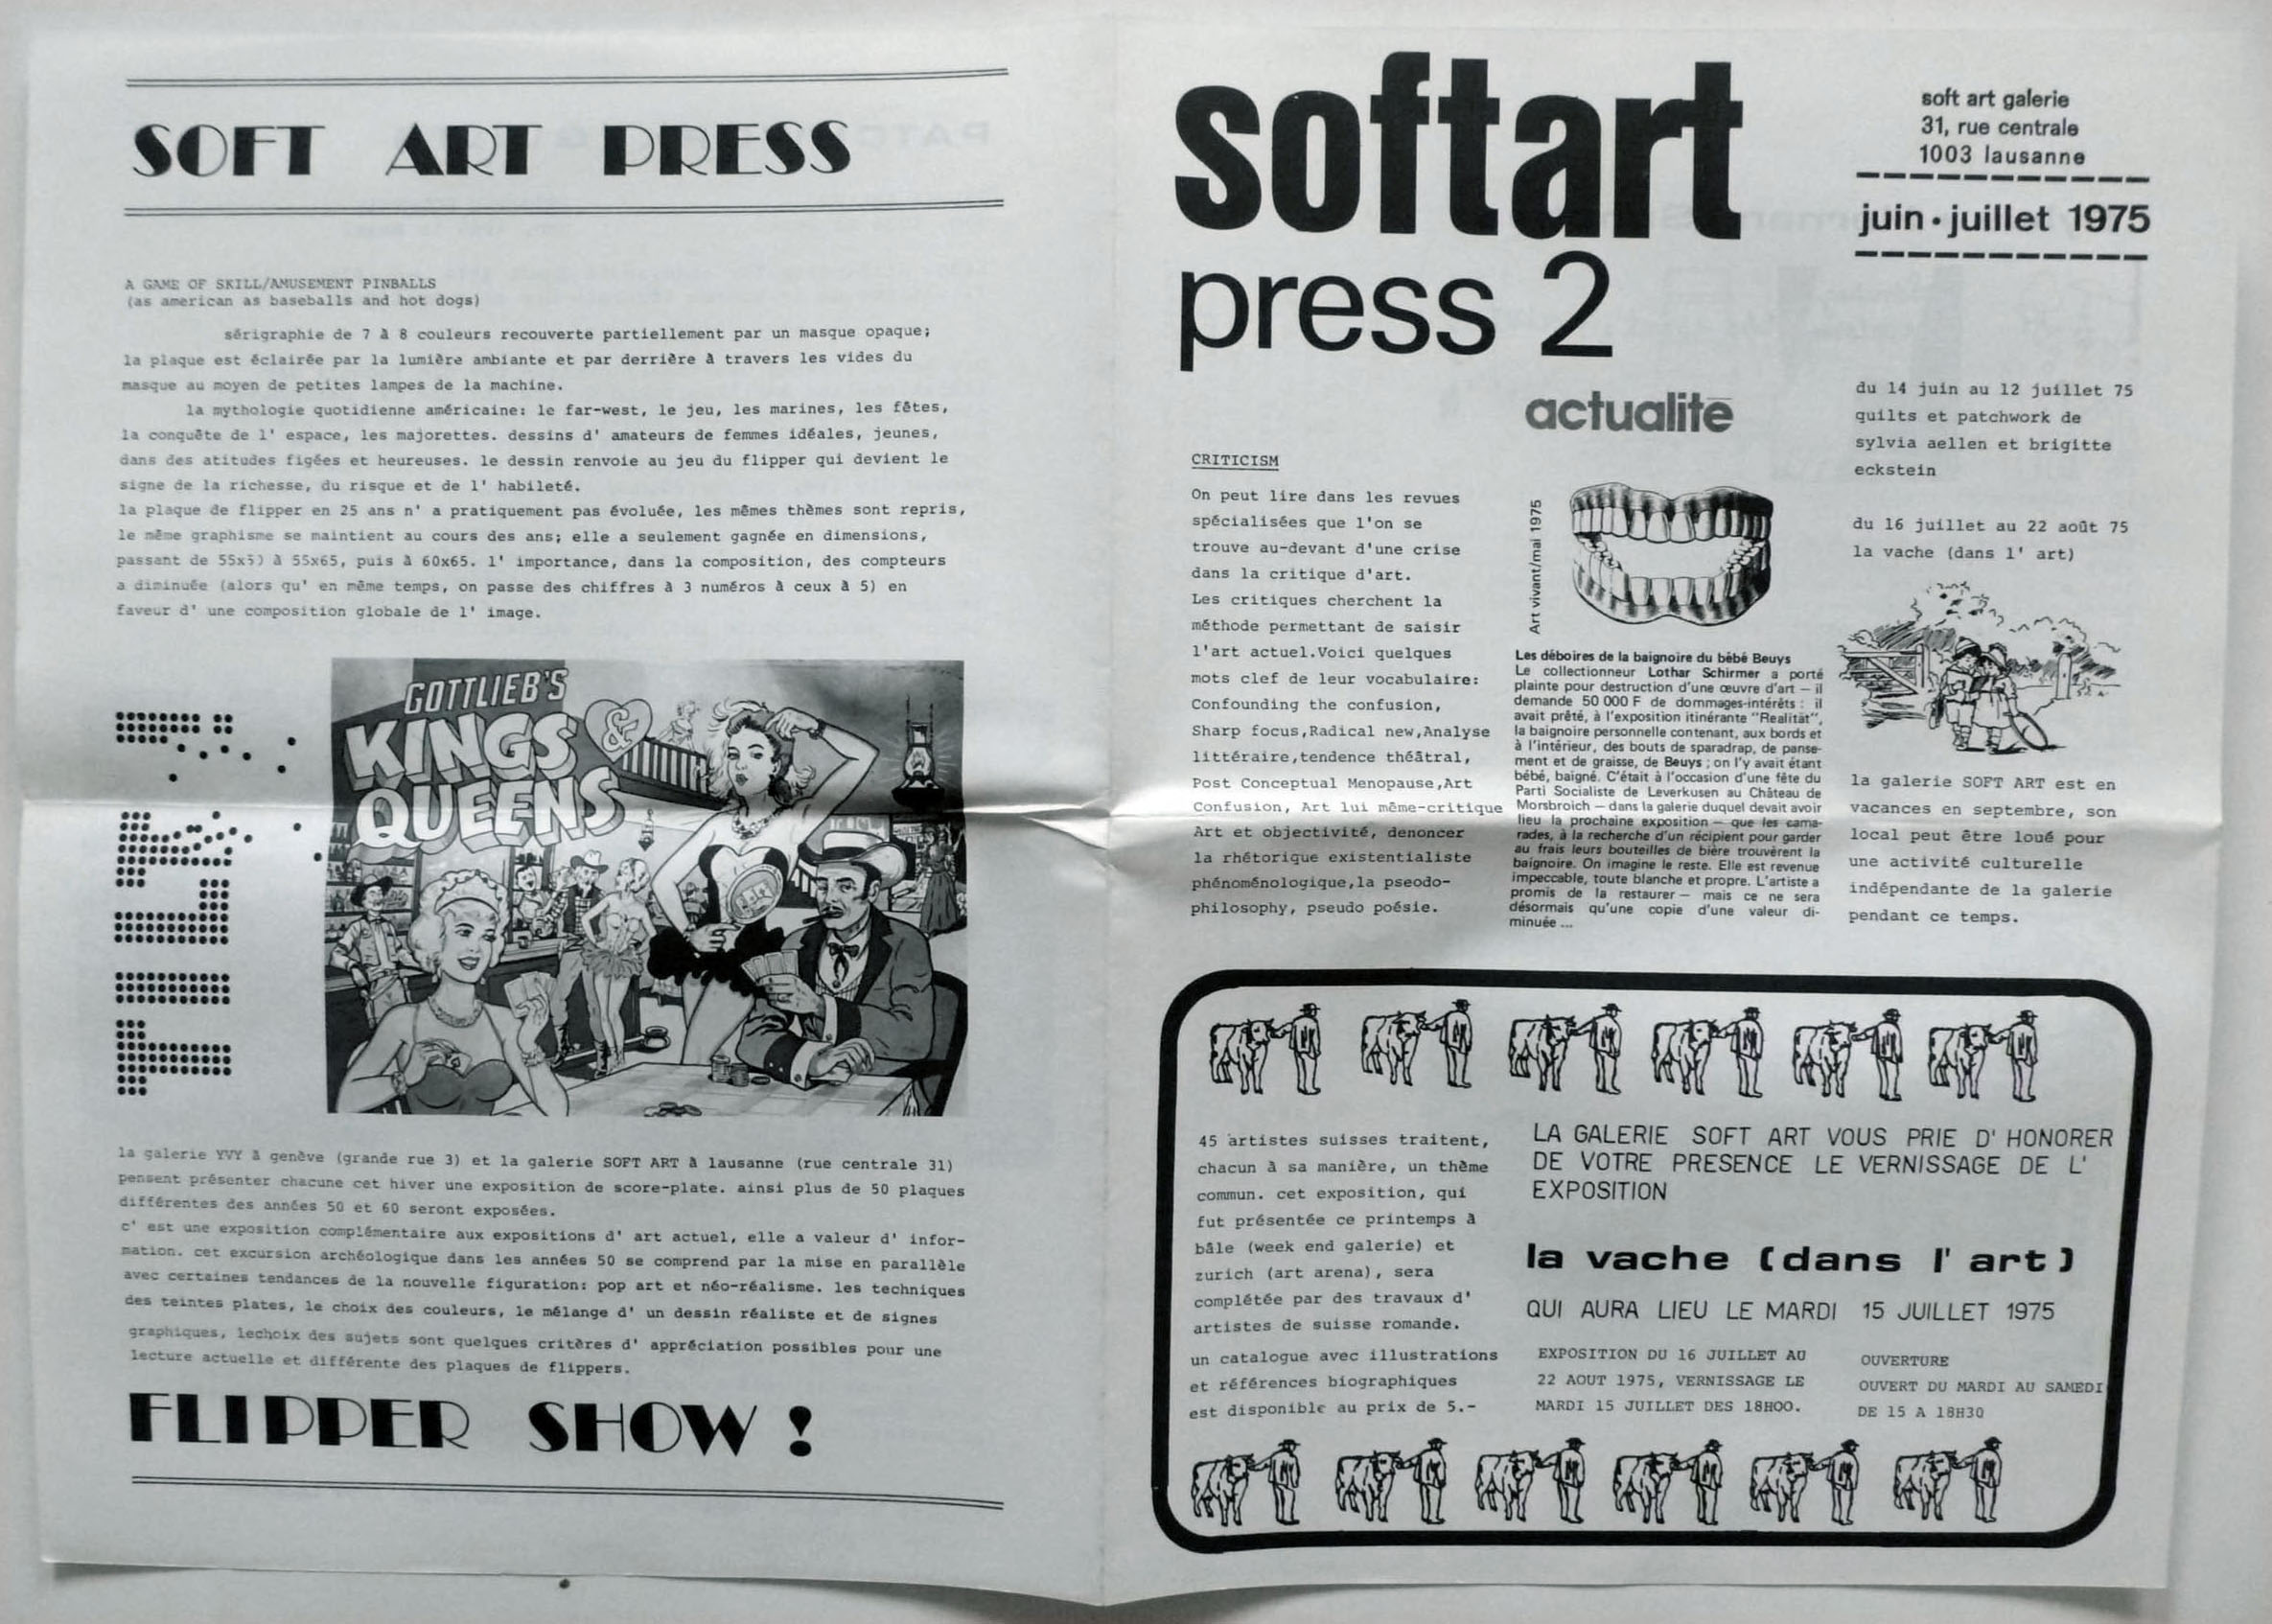 SOFT ART PRESS
A GAME OF SKILL/AMUSEMENT PINBALLS
(as american as baseballs and hot dogs)
sérigraphie de 7 à 8 couleurs recouverte partiellement par un masque opaque;
la plaque est éclairée par la lumière ambiante et par derrière à travers les vides du
masque au moyen de petites lampes de la machine.
la mythologie quotidienne américaine: le far-west, le jeu, les marines, les fêtes,
la conquête de l' espace, les majorettes. dessins d' amateurs de femmes idéales, jeunes,
dans des atitudes figées et heureuses. le dessin renvoie au jeu du flipper qui devient le
signe de la richesse, du risque et de l' habileté.
la plaque de flipper en 25 ans n' a pratiquement pas évoluée, les mêmes thèmes sont repris,
le même graphisme se maintient au cours des ans; elle a seulement gagnée en dimensions,
passant de à 55x65, puis à 60x65. l' importance, dans la composition, des compteurs
a diminuée (alors qu' en même temps, on passe des chiffres à 3 numéros à ceux à 5) en
faveur d' une composition globale de l' image.
GOTTLIEB'S
KINGS &
QUEENS
TILT
la galerie YVY à genève (grande rue 3) et la galerie SOFT ART à lausanne (rue centrale 31)
pensent présenter chacune cet hiver une exposition de score-plate. ainsi plus de 50 plaques
différentes des années 50 et 60 seront exposées.
c' est une exposition complémentaire aux expositions d' art actuel, elle a valeur d' infor-
mation. cet excursion archéologique dans les années 50 se comprend par la mise en parallèle
avec certaines tendances de la nouvelle figuration: pop art et néo-réalisme. les techniques
des teintes plates, le choix des couleurs, le mélange d' un dessin réaliste et de signes
graphiques, lechoix des sujets sont quelques critères d' appréciation possibles pour une
lecture actuelle et différente des plaques de flippers.
FLIPPER SHOW !
softart
press 2
soft art galerie
31, rue centrale
1003 lausanne
juin • juillet 1975
actualité
CRITICISM
On peut lire dans les revues
spécialisées que l'on se
trouve au-devant d'une crise
dans la critique d'art.
Les critiques cherchent la
méthode permettant de saisir
l'art actuel.Voici quelques
mots clef de leur vocabulaire:
Confounding the confusion,
Sharp focus,Radical new,Analyse
littéraire,tendence théâtral,
Post Conceptual Menopause,Art
Confusion, Art lui même-critique
Art et objectivité, denoncer
la rhétorique existentialiste
phénoménologique,la pseodo-
philosophy, pseudo poésie.
Art vivant/mai 1975
Les déboires de la baignoire du bébé Beuys
Le collectionneur Lothar Schirmer a porté
plainte pour destruction d'une œuvre d'art — il
demande 50 000 F de dommages-intérêts : il
avait prêté, à l'exposition itinérante "Realität",
la baignoire personnelle contenant, aux bords et
à l'intérieur, des bouts de sparadrap, de panse-
ment et de graisse, de Beuys ; on l'y avait étant
bébé, baigné. C'était à l'occasion d'une fête du
Parti Socialiste de Leverkusen au Château de
Morsbroich — dans la galerie duquel devait avoir
lieu la prochaine exposition — que les cama-
rades, à la recherche d'un récipient pour garder
au frais leurs bouteilles de bière trouvèrent la
baignoire. On imagine le reste. Elle est revenue
impeccable, toute blanche et propre. L'artiste a
promis de la restaurer — mais ce ne sera
désormais qu'une copie d'une valeur di-
minuée ...
du 14 juin au 12 juillet 75
quilts et patchwork de
sylvia aellen et brigitte
eckstein
du 16 juillet au 22 août 75
la vache (dans l' art)
la galerie SOFT ART est en
vacances en septembre, son
local peut être loué pour
une activité culturelle
indépendante de la galerie
pendant ce temps.
45 artistes suisses traitent,
chacun à sa manière, un thème
commun. cet exposition, qui
fut présentée ce printemps à
bâle (week end galerie) et
zurich (art arena), sera
complétée par des travaux d'
artistes de suisse romande.
un catalogue avec illustrations
et références biographiques
est disponible au prix de 5.-
LA GALERIE SOFT ART VOUS PRIE D' HONORER
DE VOTRE PRESENCE LE VERNISSAGE DE L'
EXPOSITION
la vache (dans l' art)
QUI AURA LIEU LE MARDI 15 JUILLET 1975
EXPOSITION DU 16 JUILLET AU
22 AOUT 1975, VERNISSAGE LE
MARDI 15 JUILLET DES 18H00.
OUVERTURE
OUVERT DU MARDI AU SAMEDI
DE 15 A 18H30